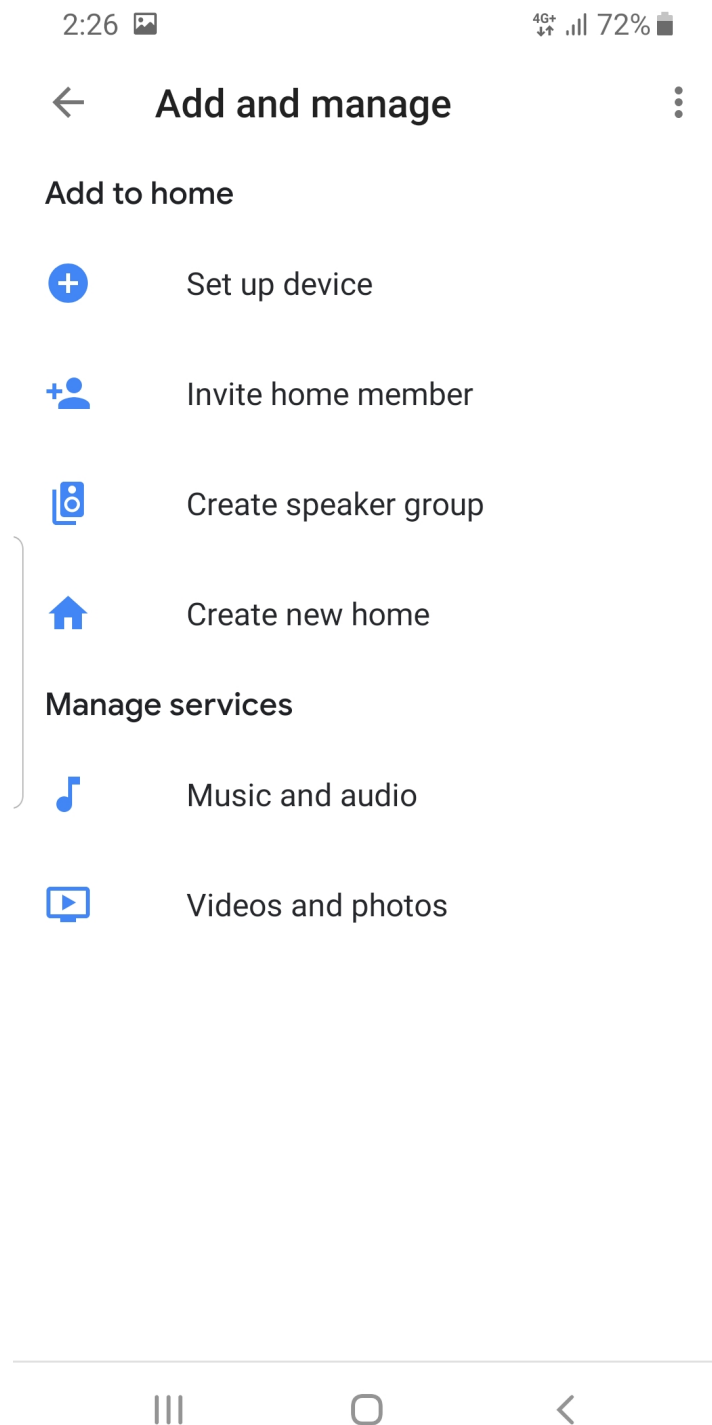 2:26 4G+ 72%
Add and manage
Add to home
Set up device
Invite home member
Create speaker group
Create new home
Manage services
Music and audio
Videos and photos